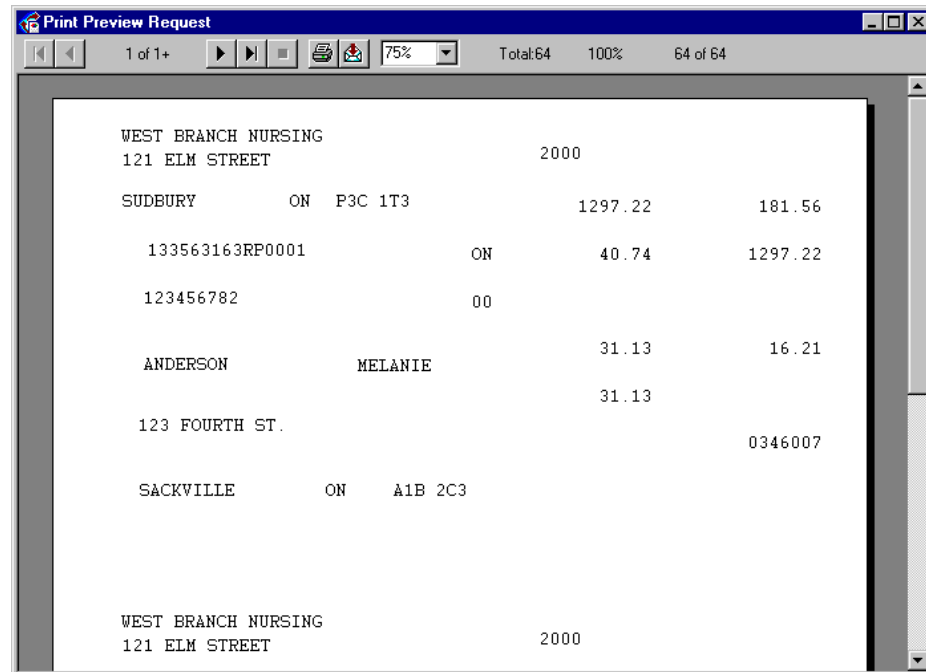 Print Preview Request
1 of 1+ 75% Total:64 100% 64 of 64
WEST BRANCH NURSING
121 ELM STREET 2000
SUDBURY ON P3C 1T3 1297.22 181.56
133563163RP0001 ON 40.74 1297.22
123456782 00
31.13 16.21
ANDERSON MELANIE
31.13
123 FOURTH ST.
0346007
SACKVILLE ON A1B 2C3
WEST BRANCH NURSING
121 ELM STREET 2000